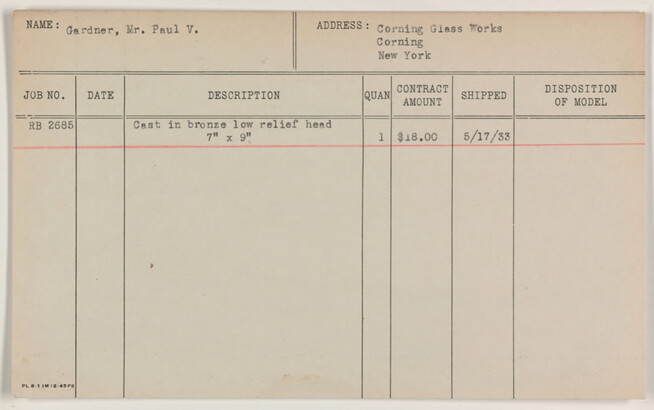 NAME: Gardner, Mr. Paul V.
ADDRESS: Corning Glass Works
Corning
New York
JOB NO. DATE DESCRIPTION QUAN CONTRACT AMOUNT SHIPPED DISPOSITION OF MODEL
RB 2685 Cast in bronze low relief head
7" x 9" 1 $18.00 5/17/33